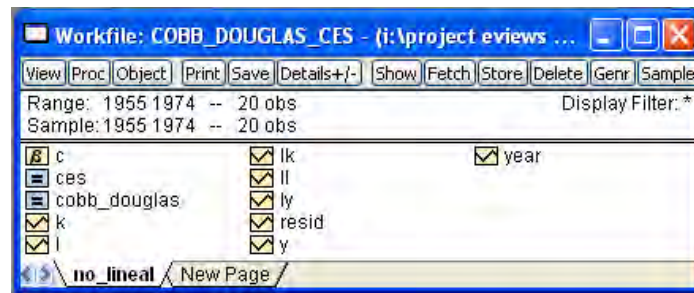 Workfile: COBB_DOUGLAS_CES - (i:\project eviews ...
View Proc Object Print Save Details+/- Show Fetch Store Delete Genr Sample
Range: 1955 1974 -- 20 obs Display Filter: *
Sample: 1955 1974 -- 20 obs
β c
ces
cobb_douglas
k
l
lk
ll
ly
resid
y
year
no_lineal New Page